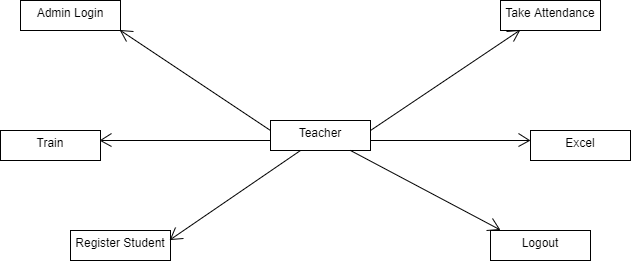 Admin Login
Take Attendance
Teacher
Train
Excel
Register Student
Logout